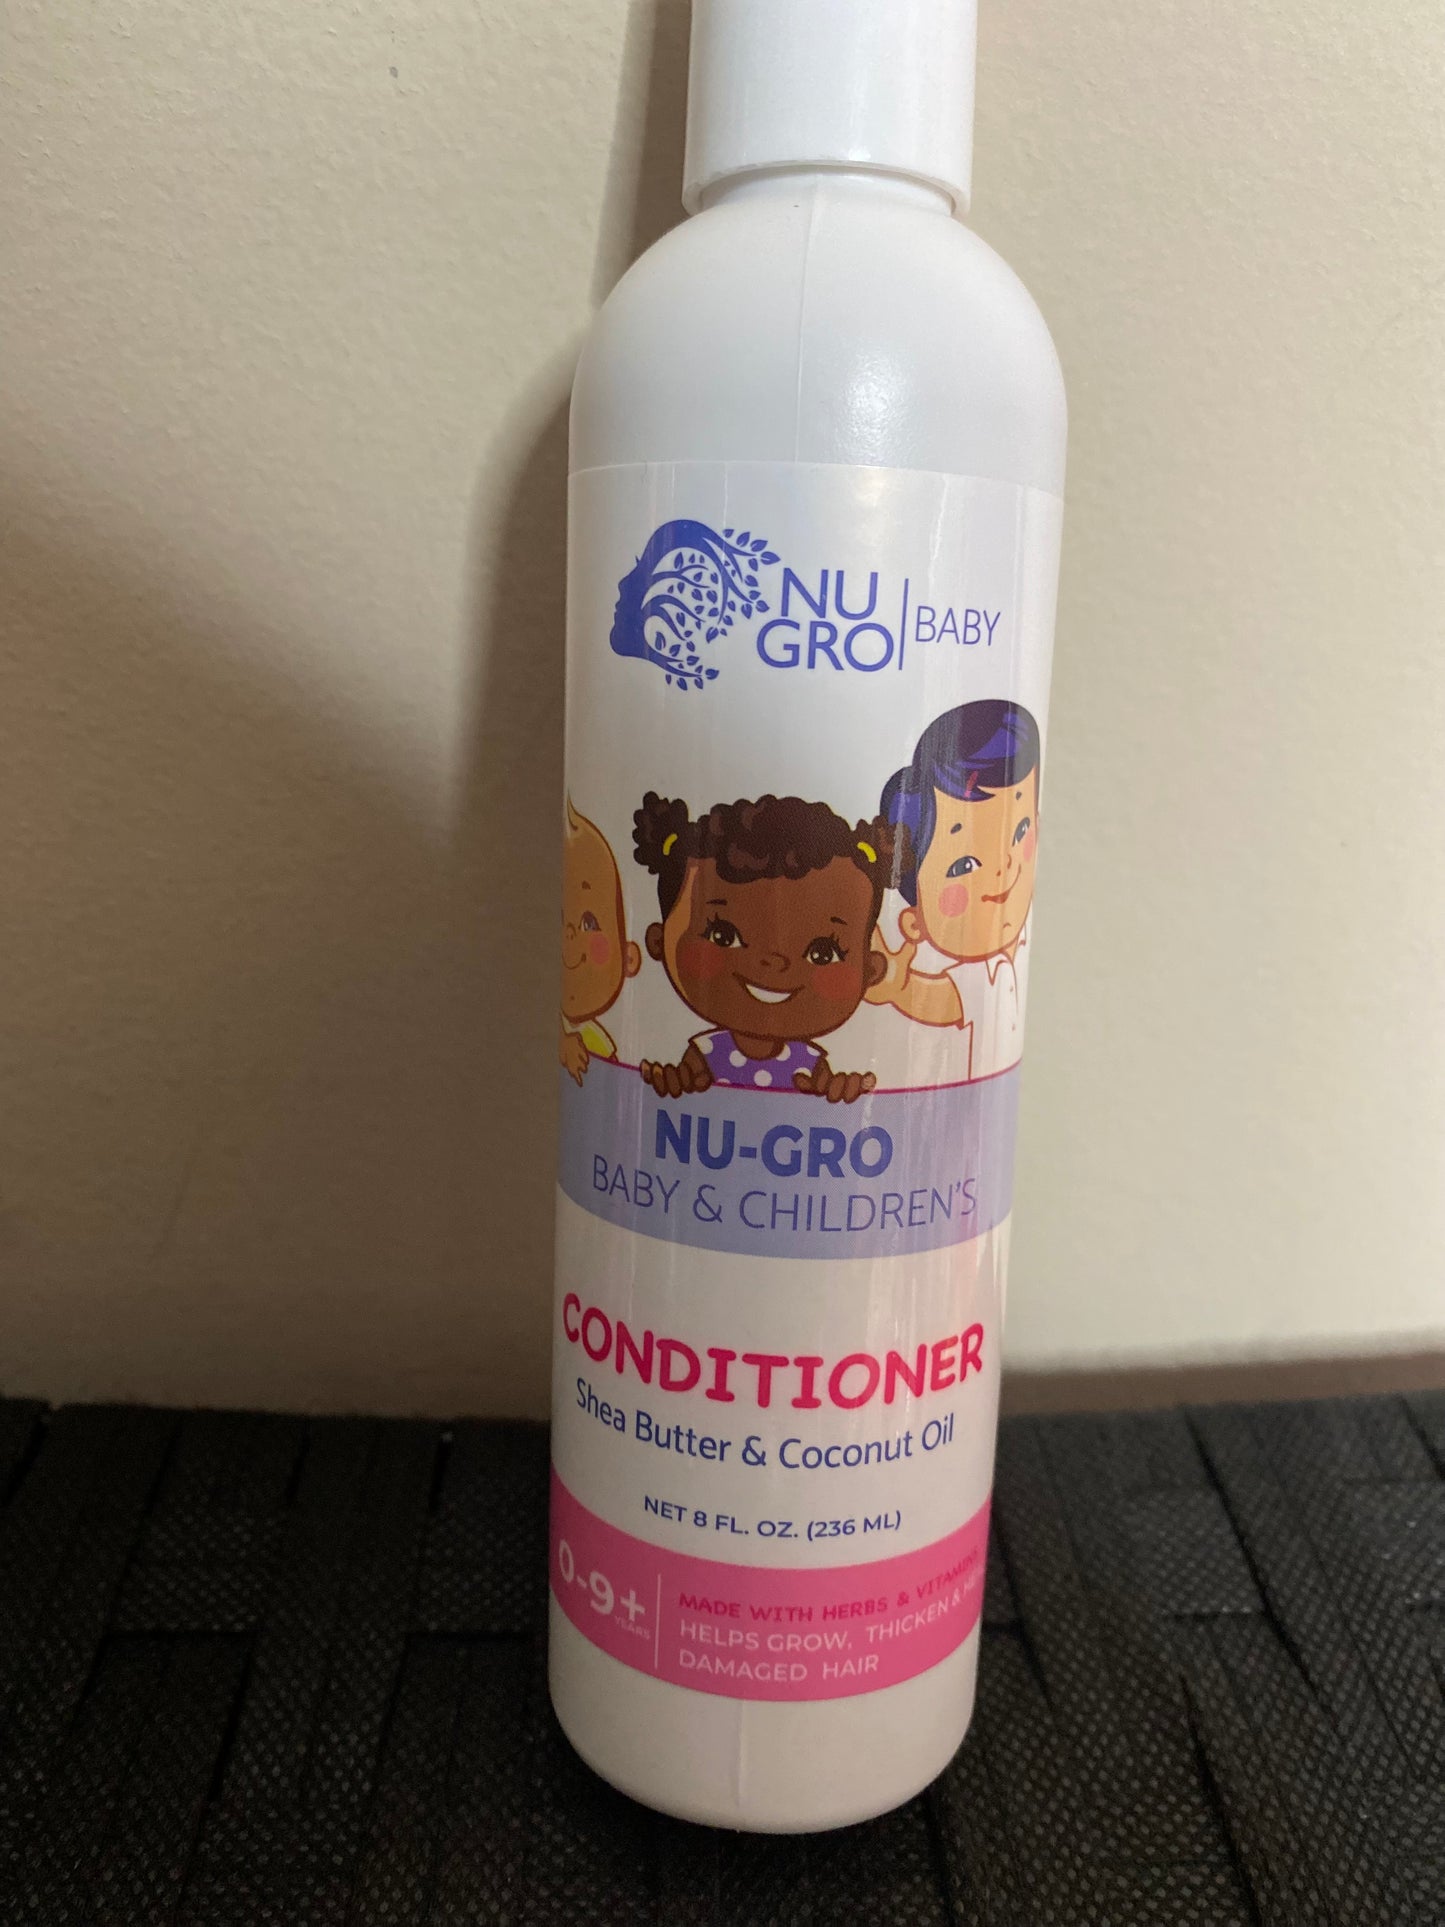 NU
GRO
BABY
NU-GRO
BABY & CHILDREN'S
CONDITIONER
Shea Butter & Coconut Oil
NET 8 FL. OZ. (236 ML)
0-9+
YEARS
MADE WITH HERBS & VITAMINS
HELPS GROW, THICKEN &
DAMAGED HAIR